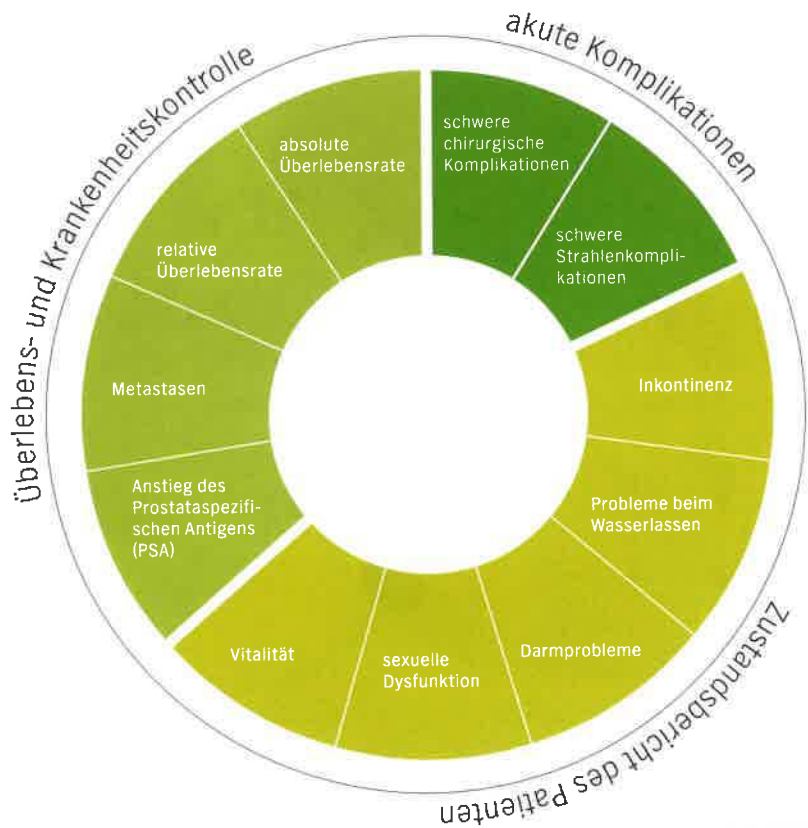 akute Komplikationen
schwere
chirurgische
Komplikationen
schwere
Strahlenkompli-
kationen
Zustandsbericht des Patienten
Inkontinenz
Probleme beim
Wasserlassen
Darmprobleme
sexuelle
Dysfunktion
Vitalität
Überlebens- und Krankenheitskontrolle
Anstieg des
Prostataspezifi-
schen Antigens
(PSA)
Metastasen
relative
Überlebensrate
absolute
Überlebensrate